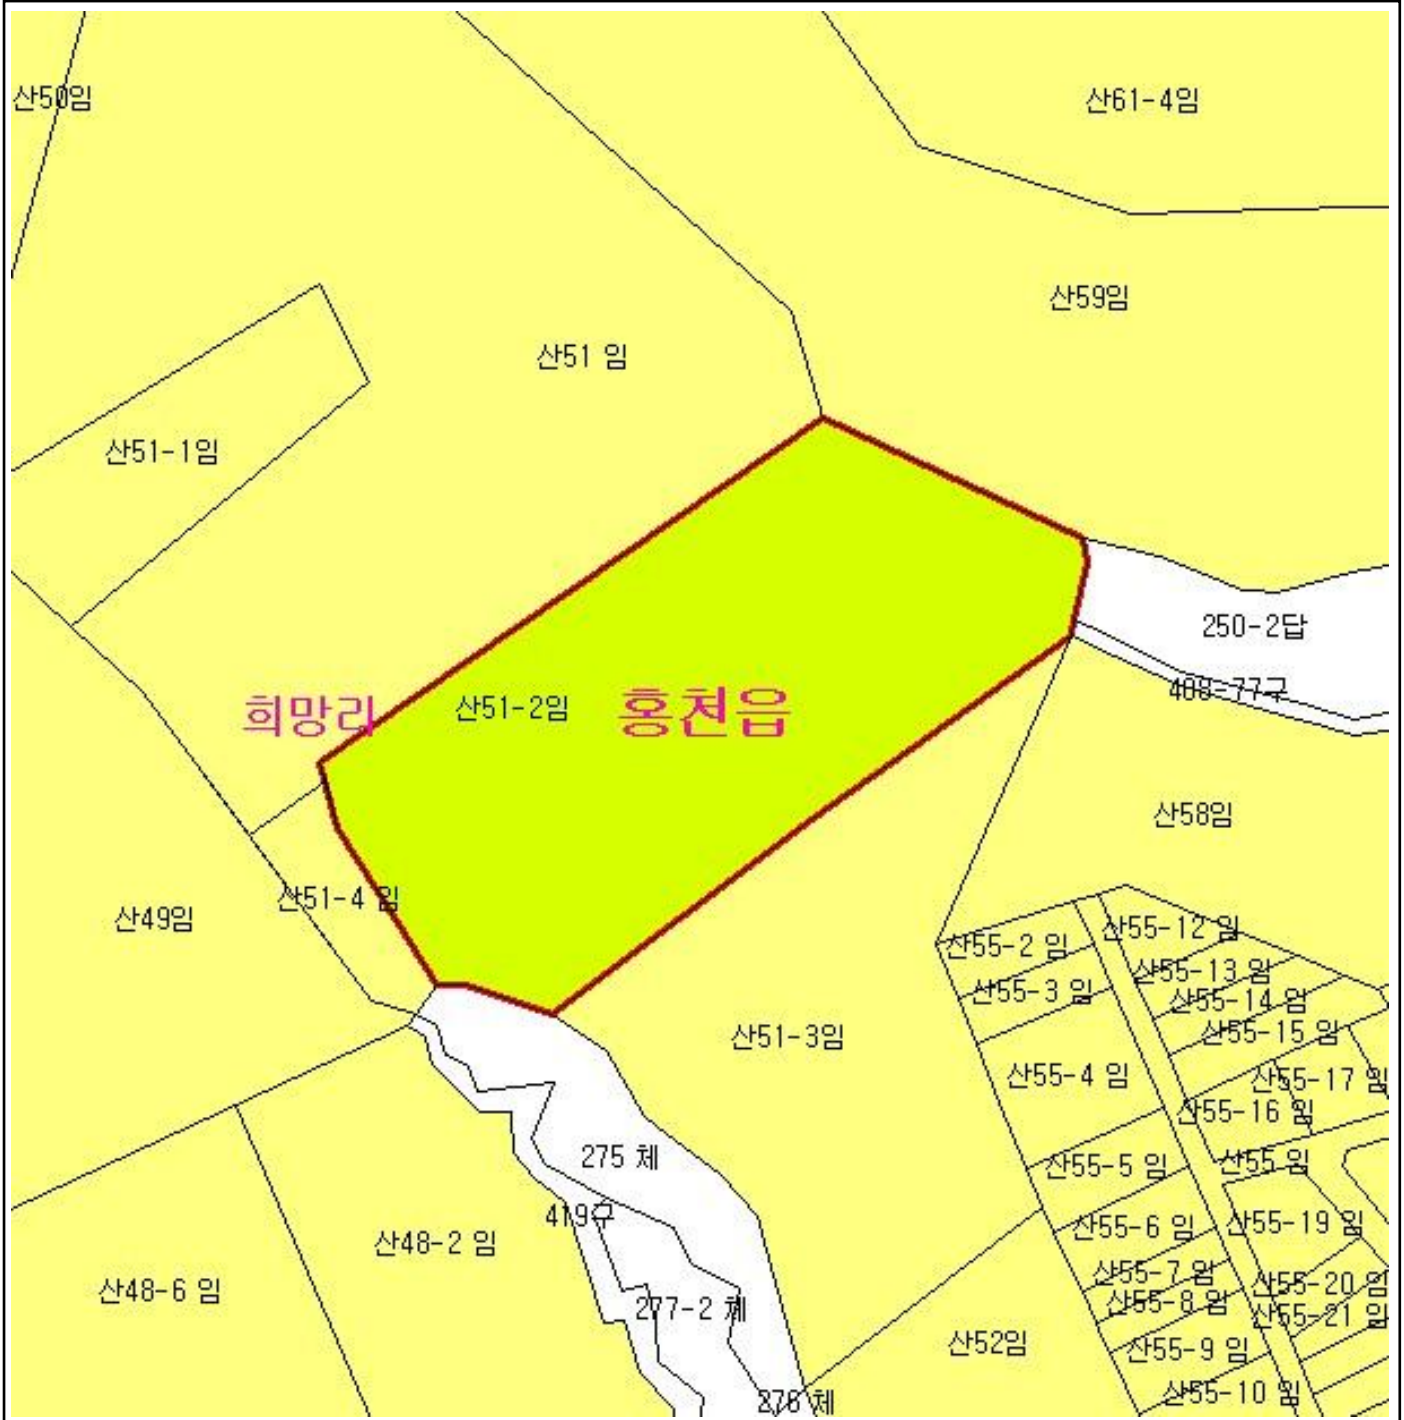 산50임
산61-4임
산59임
산51 임
산51-1임
250-2답
408-77구
희망리
산51-2임
홍천읍
산58임
산51-4 임
산49임
산55-12 임
산55-2 임
산55-13 임
산55-3 임
산55-14 임
산55-15 임
산51-3임
산55-4 임
산55-17 임
산55-16 임
275 체
산55-5 임
산55 임
419구
산55-6 임
산55-19 임
산48-2 임
산55-7 임
산55-20 임
산48-6 임
산55-8 임
277-2 체
산55-21 임
산52임
산55-9 임
산55-10 임
276 체